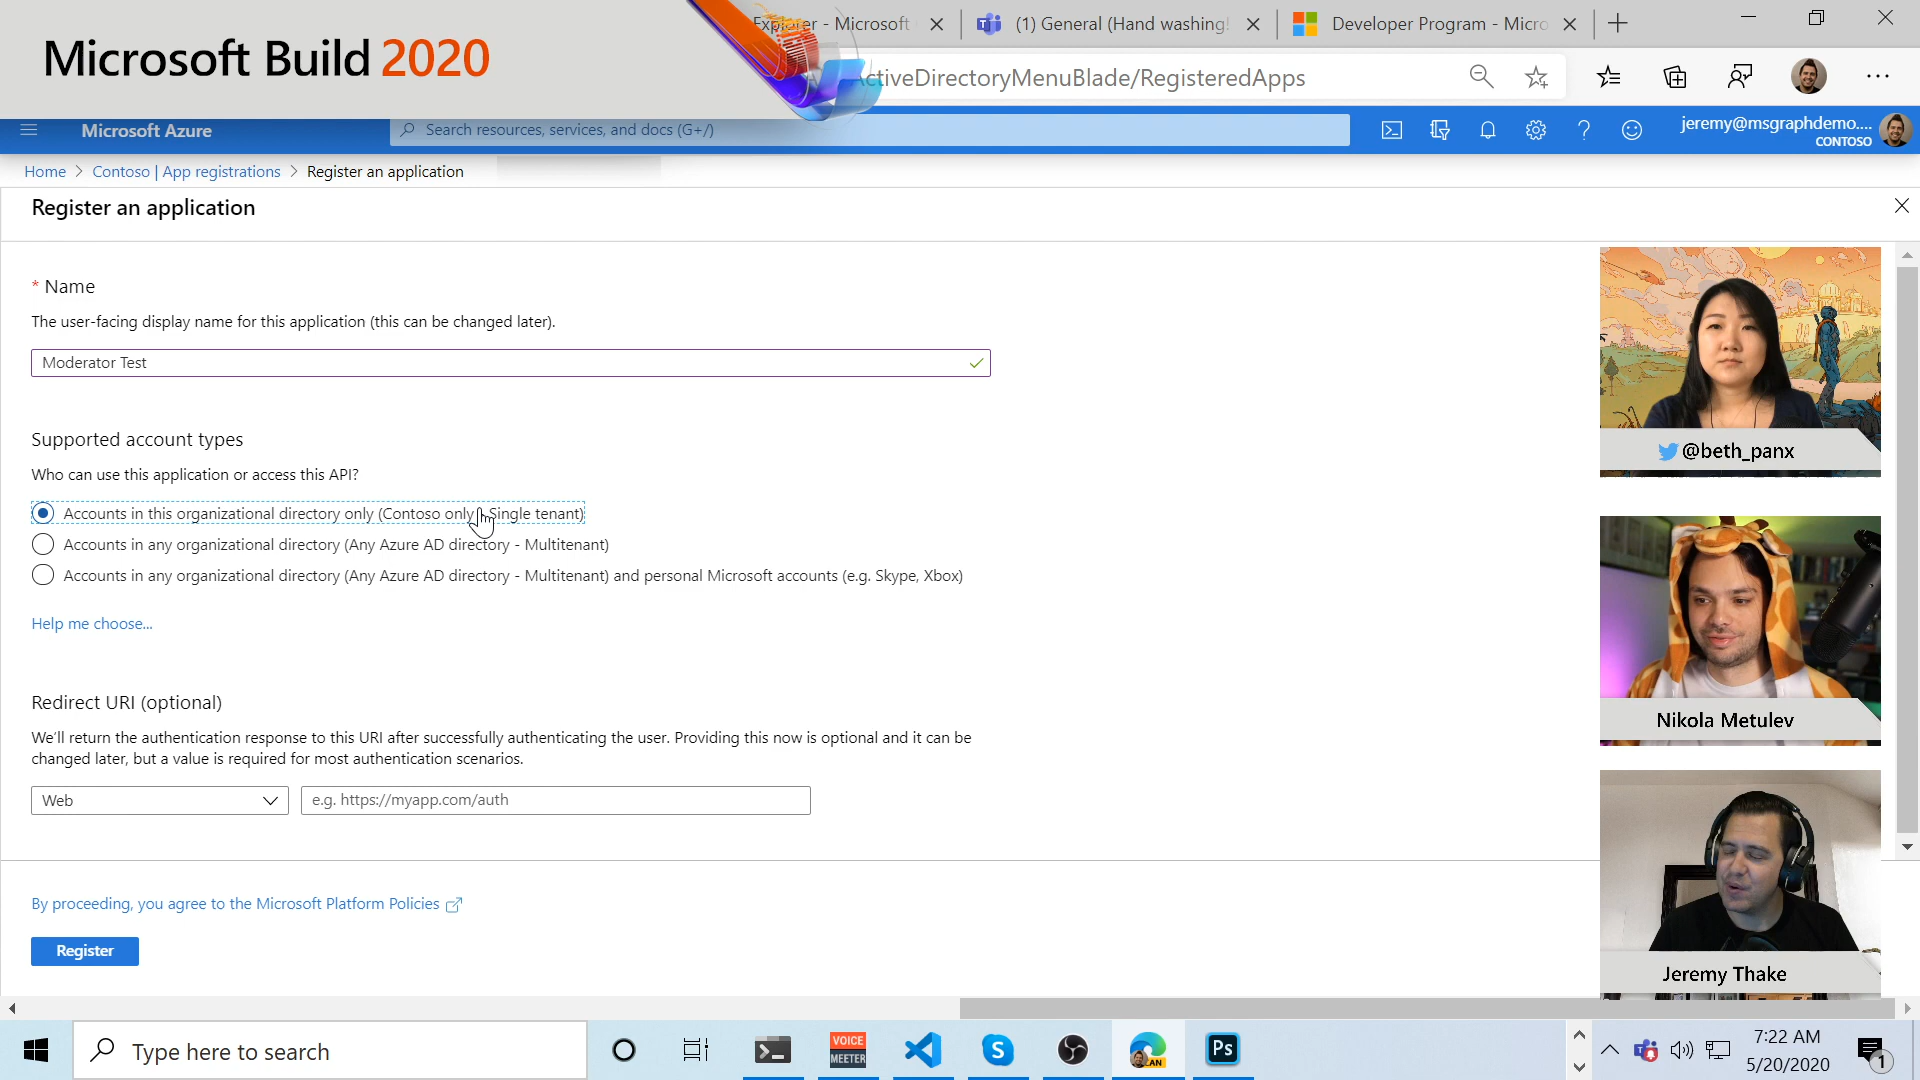 Microsoft Build 2020
Explorer - Microsoft
(1) General (Hand washing!
Developer Program - Micro
ActiveDirectoryMenuBlade/RegisteredApps
Microsoft Azure
Search resources, services, and docs (G+/)
jeremy@msgraphdemo....
CONTOSO
Home > Contoso | App registrations > Register an application
Register an application
* Name
The user-facing display name for this application (this can be changed later).
Moderator Test
Supported account types
Who can use this application or access this API?
Accounts in this organizational directory only (Contoso only - Single tenant)
Accounts in any organizational directory (Any Azure AD directory - Multitenant)
Accounts in any organizational directory (Any Azure AD directory - Multitenant) and personal Microsoft accounts (e.g. Skype, Xbox)
Help me choose...
Redirect URI (optional)
We'll return the authentication response to this URI after successfully authenticating the user. Providing this now is optional and it can be
changed later, but a value is required for most authentication scenarios.
Web
e.g. https://myapp.com/auth
By proceeding, you agree to the Microsoft Platform Policies
Register
@beth_panx
Nikola Metulev
Jeremy Thake
Type here to search
VOICE
MEETER
CAN
Ps
7:22 AM
5/20/2020
1